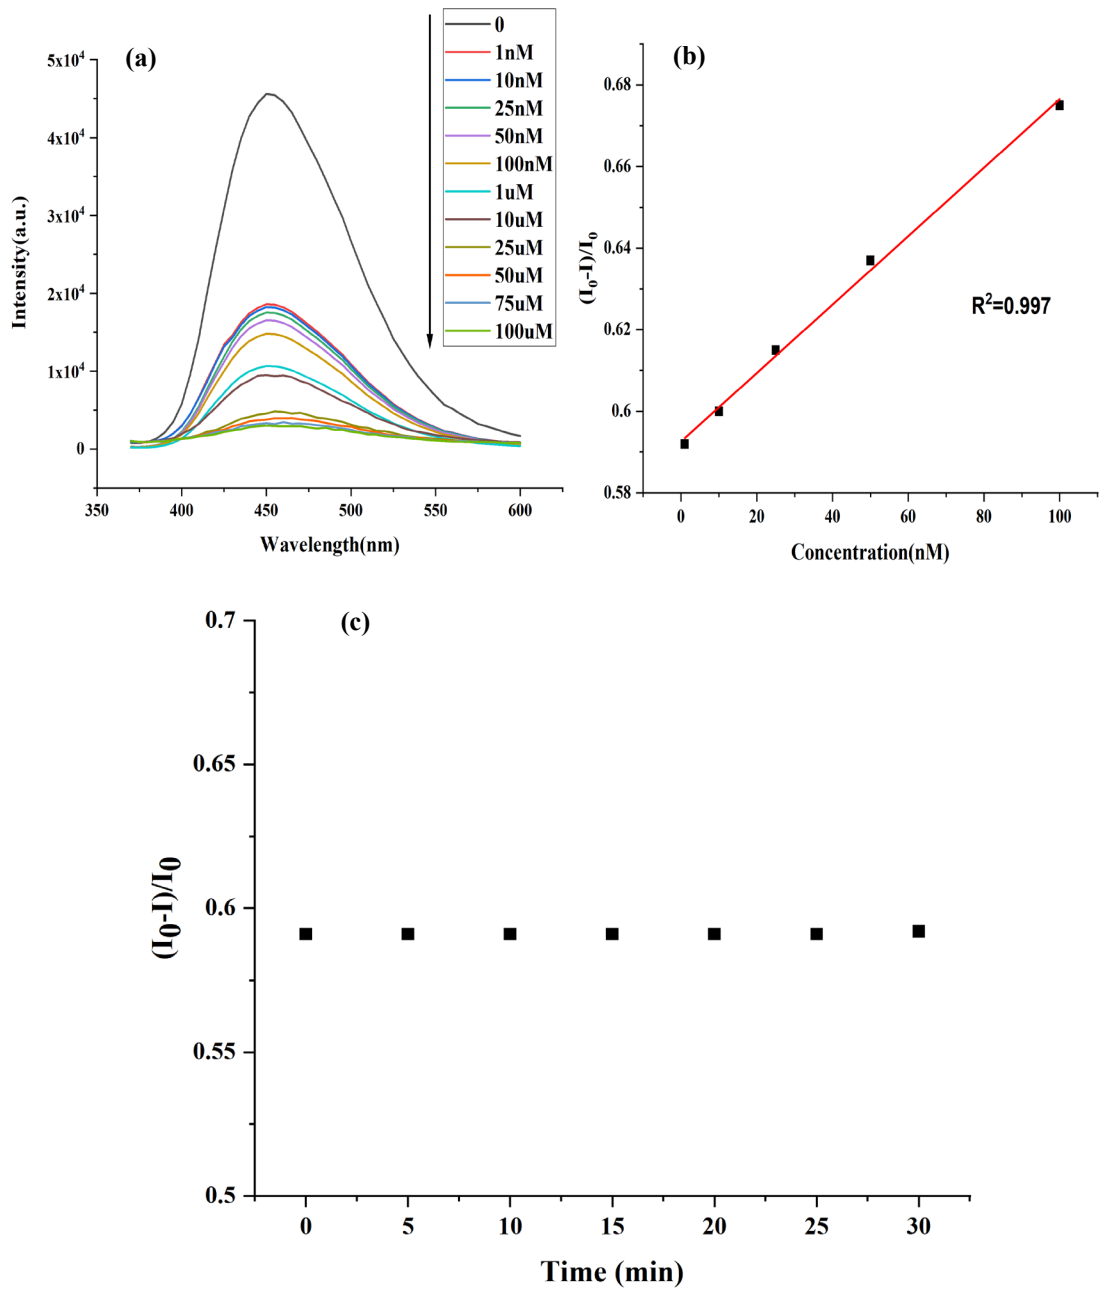 (a)
0
1nM
10nM
25nM
50nM
100nM
1uM
10uM
25uM
50uM
75uM
100uM
5x10⁴
4x10⁴
3x10⁴
2x10⁴
1x10⁴
0
Intensity(a.u.)
350 400 450 500 550 600
Wavelength(nm)
(b)
0.68
0.66
0.64
0.62
0.6
0.58
(I₀-I)/I₀
R²=0.997
0 20 40 60 80 100
Concentration(nM)
(c)
0.7
0.65
0.6
0.55
0.5
(I₀-I)/I₀
0 5 10 15 20 25 30
Time (min)